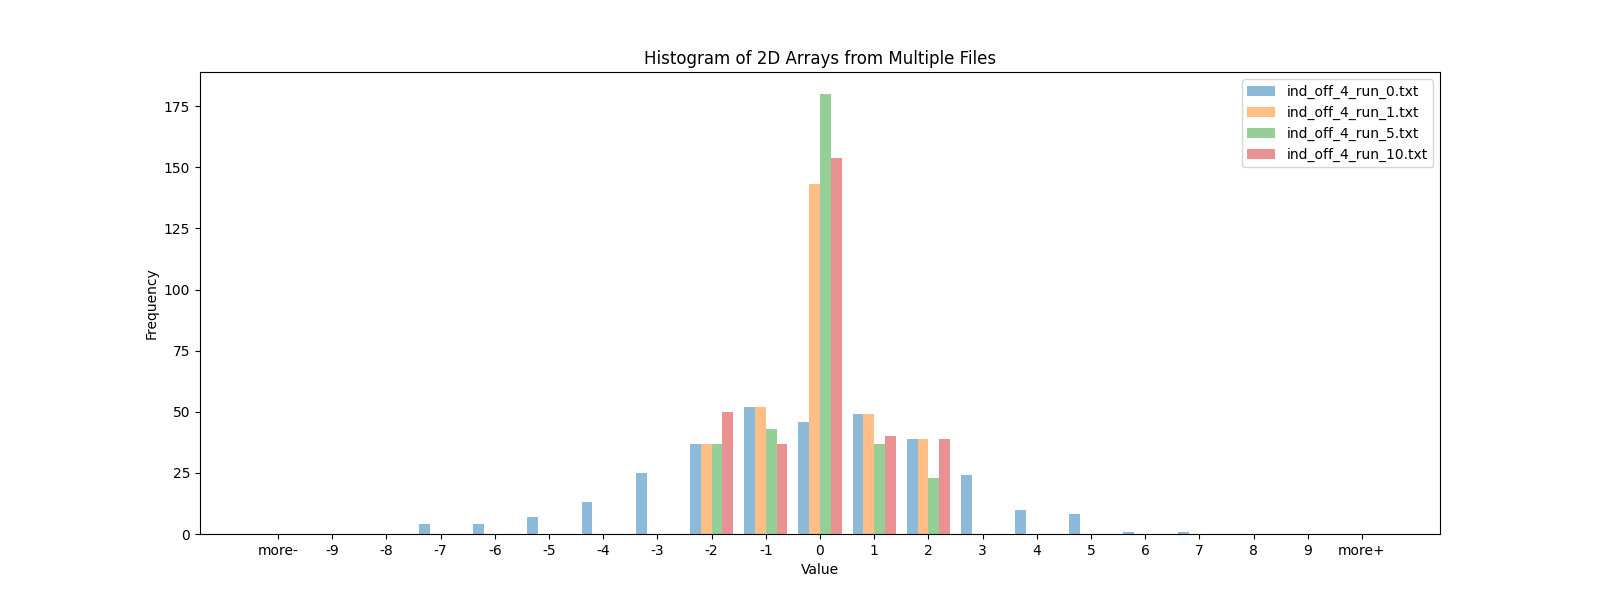 Histogram of 2D Arrays from Multiple Files
ind_off_4_run_0.txt
ind_off_4_run_1.txt
ind_off_4_run_5.txt
ind_off_4_run_10.txt
Frequency
175
150
125
100
75
50
25
0
more- -9 -8 -7 -6 -5 -4 -3 -2 -1 0 1 2 3 4 5 6 7 8 9 more+
Value